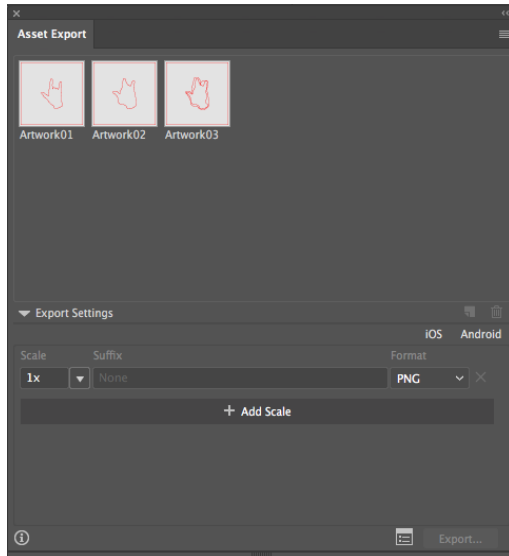 Asset Export
Artwork01 Artwork02 Artwork03
Export Settings
iOS Android
Scale Suffix Format
1x None PNG
+ Add Scale
Export...